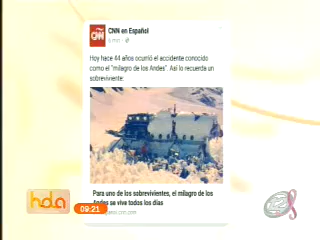 CNN en Español
Hoy hace 44 años ocurrió el accidente conocido
como el "milagro de los Andes". Así lo recuerda un
sobreviviente:
Para uno de los sobrevivientes, el milagro de los
Andes se vive todos los días
hola
09:21